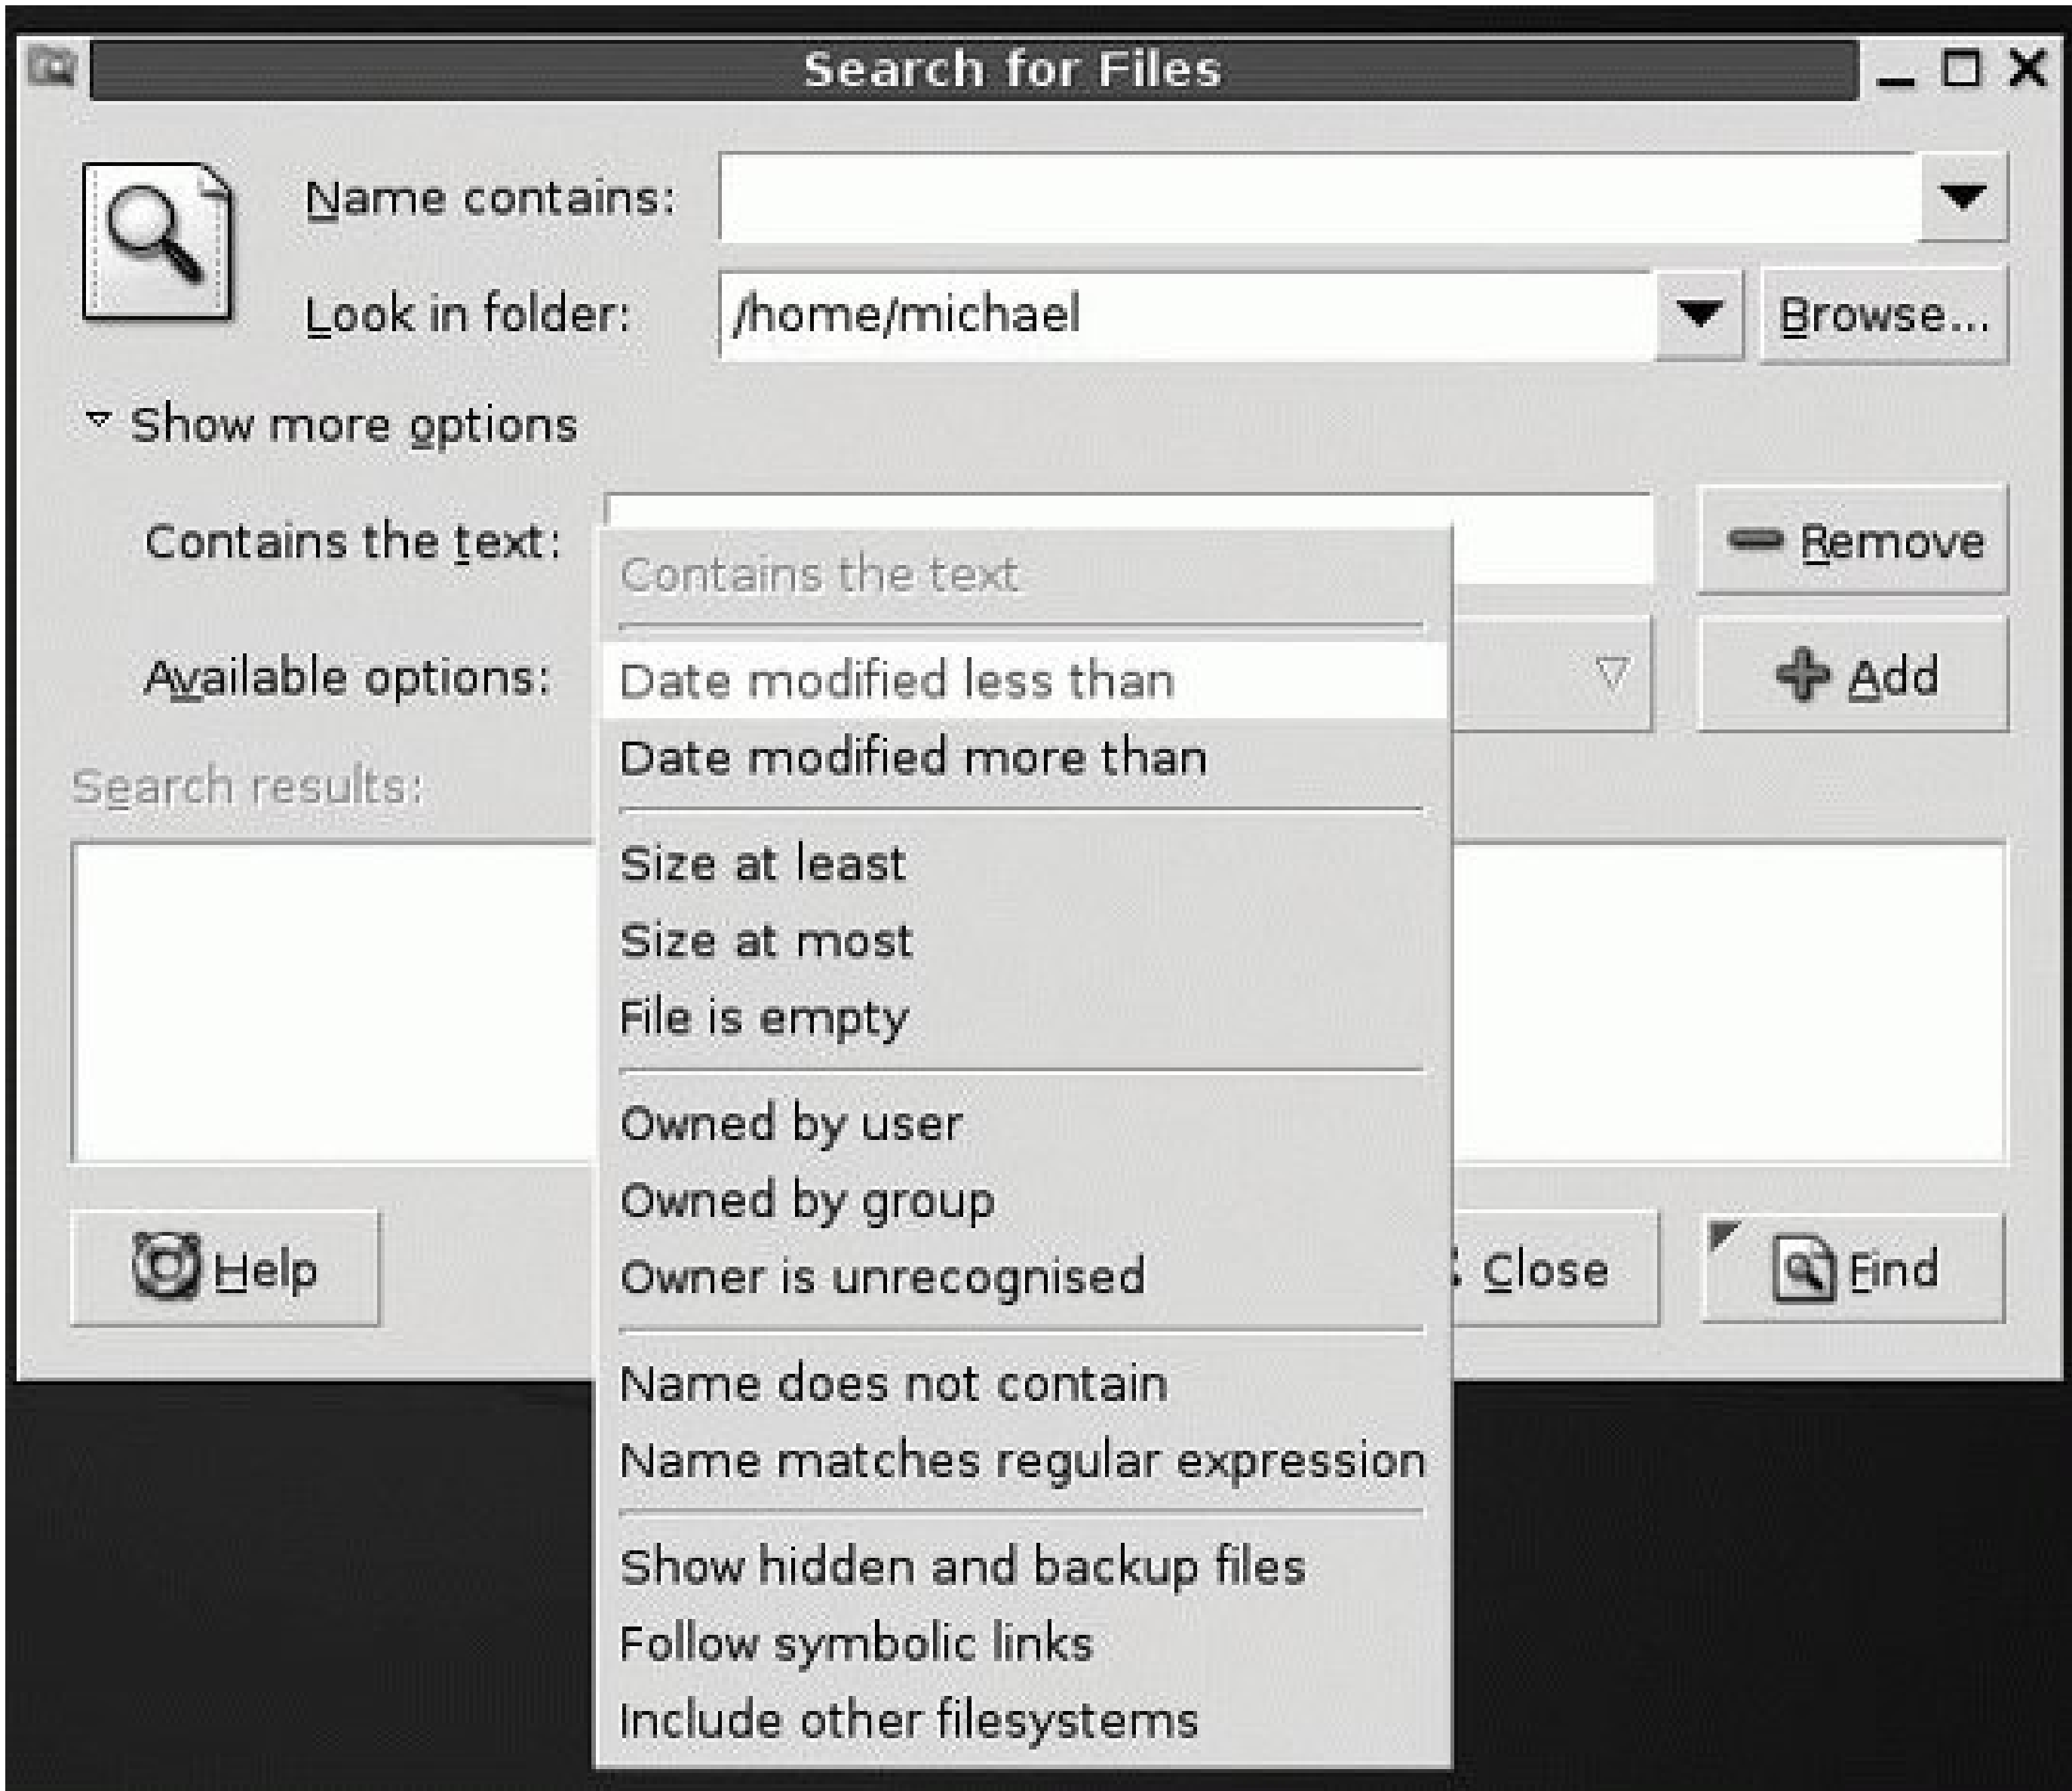 Search for Files
Name contains:
Look in folder: /home/michael Browse...
Show more options
Contains the text: Remove
Contains the text
Available options: Date modified less than Add
Date modified more than
Search results:
Size at least
Size at most
File is empty
Owned by user
Owned by group
Owner is unrecognised
Help Close Find
Name does not contain
Name matches regular expression
Show hidden and backup files
Follow symbolic links
Include other filesystems